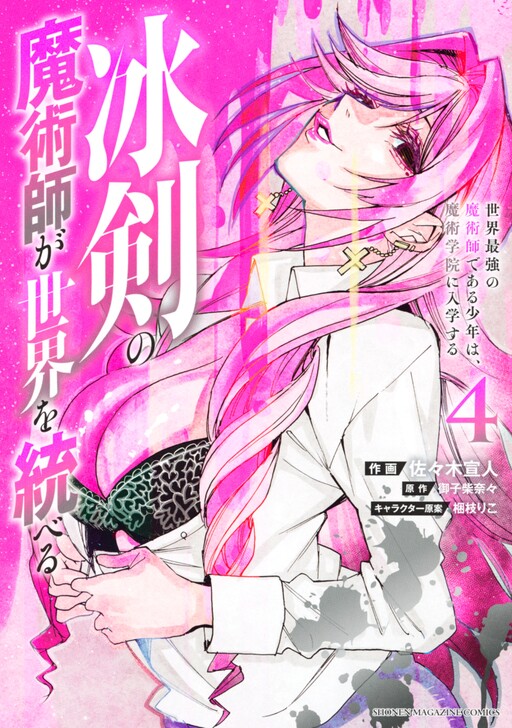 冰剣の
魔術師が世界を統べる
世界最強の
魔術師である少年は、
魔術学院に入学する
4
作画 佐々木宣人
原作 御子柴奈々
キャラクター原案 梱枝りこ
SHONEN MAGAZINE COMICS